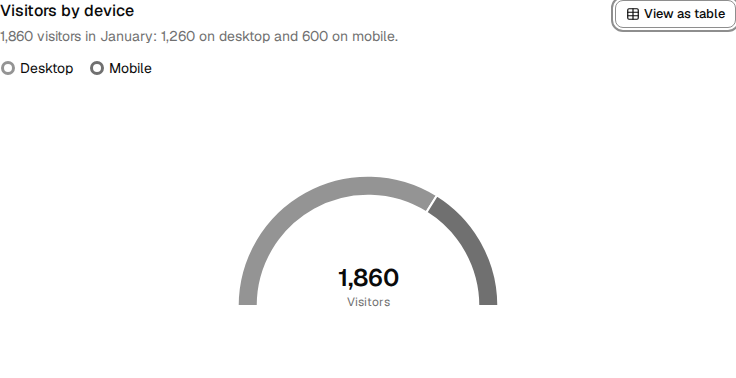 Visitors by device
View as table
1,860 visitors in January: 1,260 on desktop and 600 on mobile.
Desktop
Mobile
1,860
Visitors